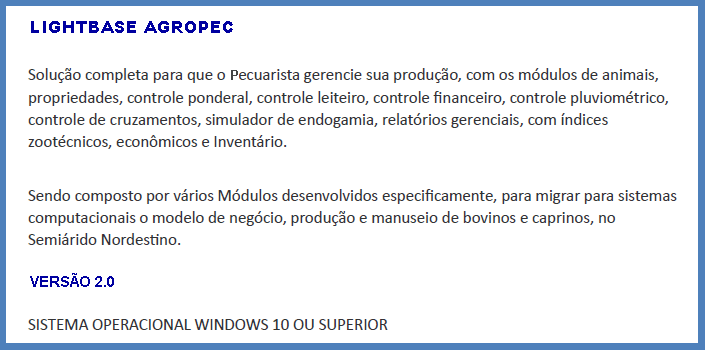 LIGHTBASE AGROPEC
Solução completa para que o Pecuarista gerencie sua produção, com os módulos de animais,
propriedades, controle ponderal, controle leiteiro, controle financeiro, controle pluviométrico,
controle de cruzamentos, simulador de endogamia, relatórios gerenciais, com índices
zootécnicos, econômicos e Inventário.
Sendo composto por vários Módulos desenvolvidos especificamente, para migrar para sistemas
computacionais o modelo de negócio, produção e manuseio de bovinos e caprinos, no
Semiárido Nordestino.
VERSÃO 2.0
SISTEMA OPERACIONAL WINDOWS 10 OU SUPERIOR